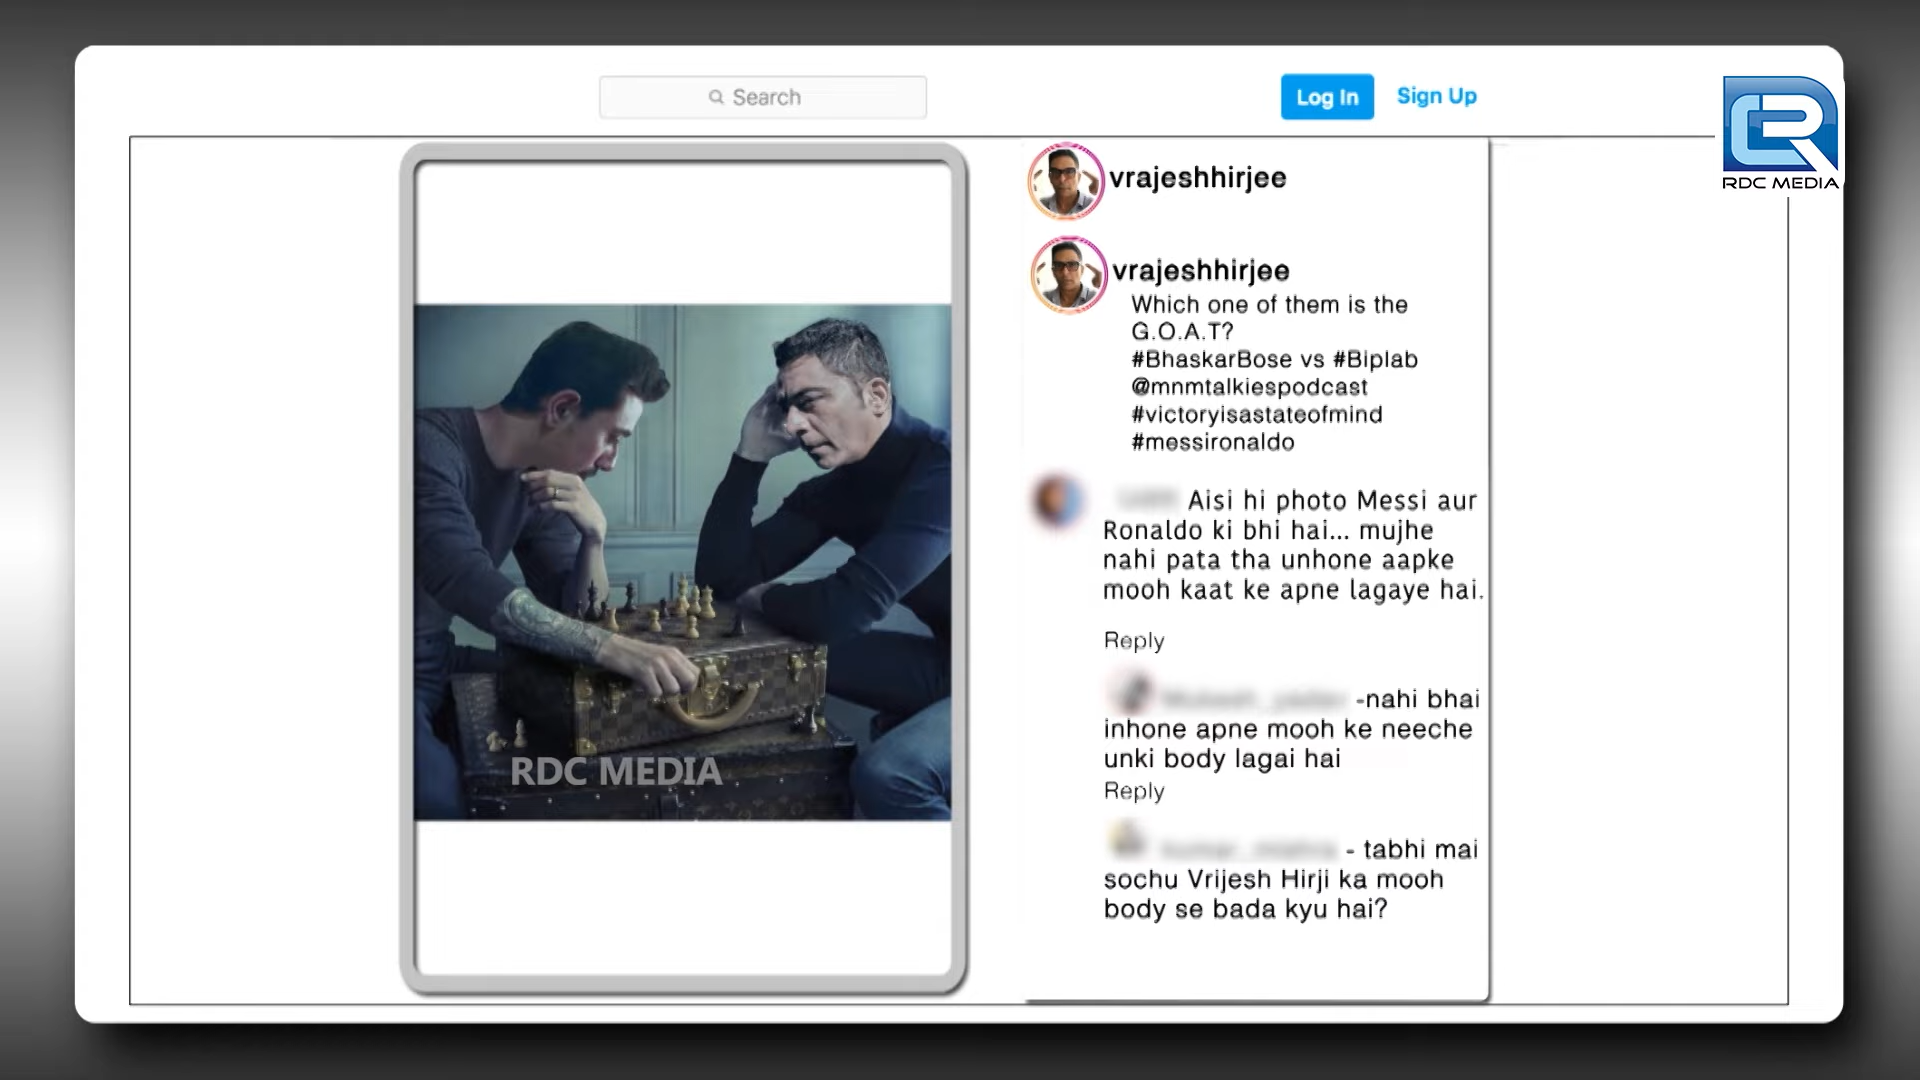 Search
Log In
Sign Up
RDC MEDIA
vrajeshhirjee
vrajeshhirjee
Which one of them is the
G.O.A.T?
#BhaskarBose vs #Biplab
@mnmtalkiespodcast
#victoryisastateofmind
#messironaldo
Aisi hi photo Messi aur
Ronaldo ki bhi hai... mujhe
nahi pata tha unhone aapke
mooh kaat ke apne lagaye hai.
Reply
-nahi bhai
inhone apne mooh ke neeche
unki body lagai hai
Reply
- tabhi mai
sochu Vrijesh Hirji ka mooh
body se bada kyu hai?
RDC MEDIA